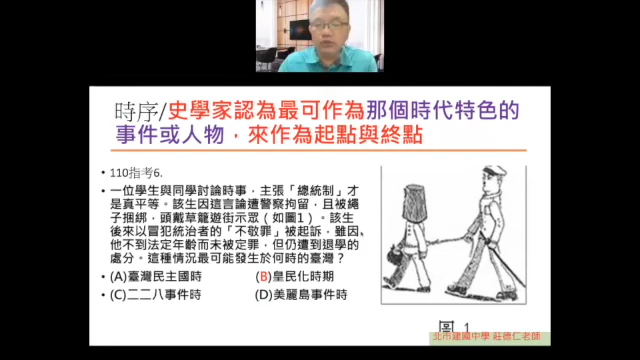 時序/史學家認為最可作為那個時代特色的
事件或人物，來作為起點與終點
• 110指考6.
• 一位學生與同學討論時事，主張「總統制」才
是真平等。該生因這言論遭警察拘留，且被繩
子捆綁，頭戴草籠遊街示眾（如圖1）。該生
後來以冒犯統治者的「不敬罪」被起訴，雖因、
他不到法定年齡而未被定罪，但仍遭到退學的
處分。這種情況最可能發生於何時的臺灣？
• (A)臺灣民主國時 (B)皇民化時期
• (C)二二八事件時 (D)美麗島事件時
圖 1
北市建國中學 莊德仁老師